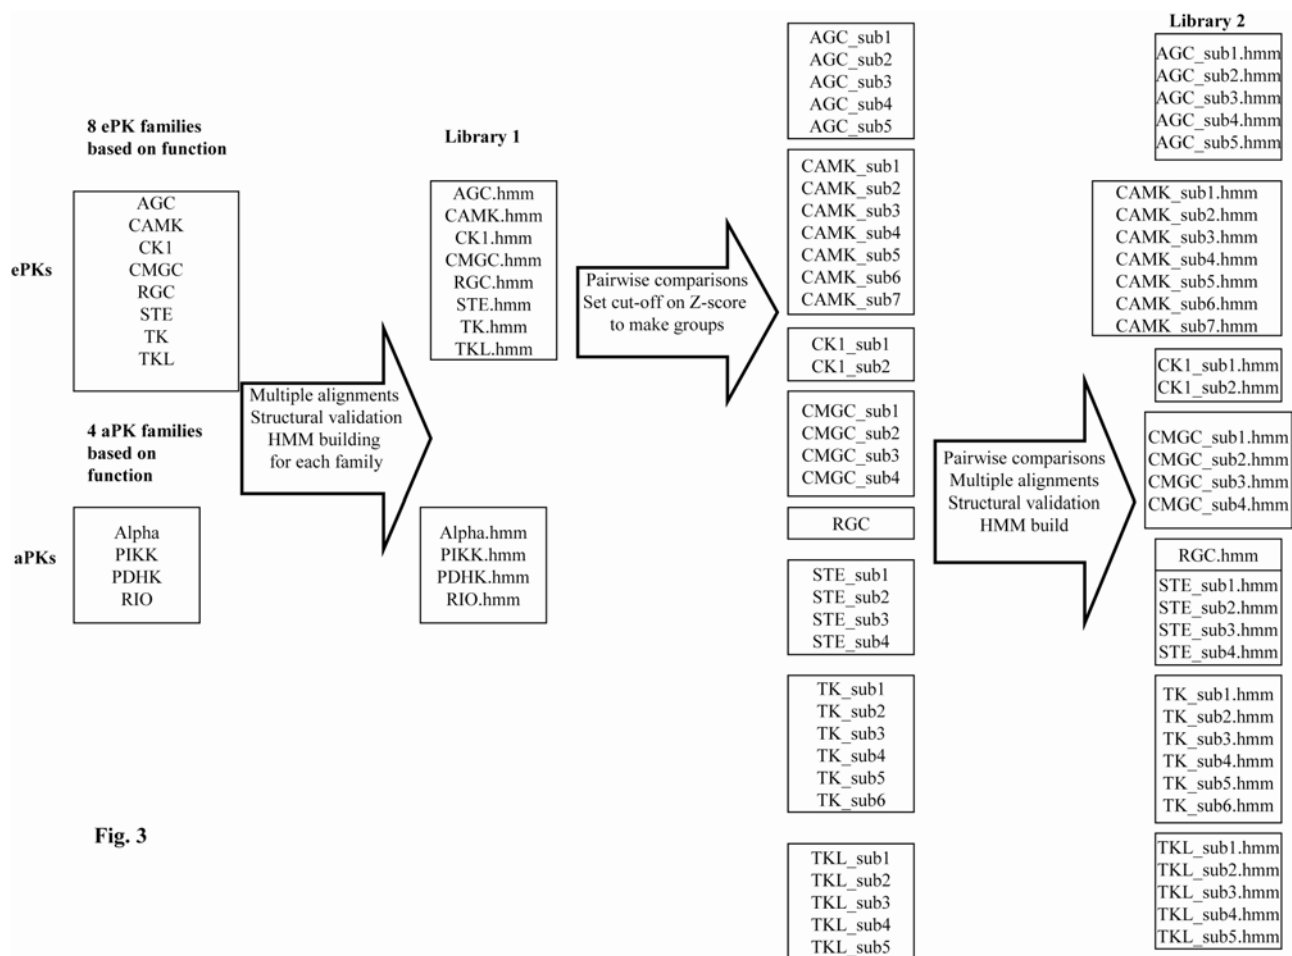 8 ePK families
based on function
ePKs
AGC
CAMK
CK1
CMGC
RGC
STE
TK
TKL
4 aPK families
based on
function
aPKs
Alpha
PIKK
PDHK
RIO
Multiple alignments
Structural validation
HMM building
for each family
Library 1
AGC.hmm
CAMK.hmm
CK1.hmm
CMGC.hmm
RGC.hmm
STE.hmm
TK.hmm
TKL.hmm
Alpha.hmm
PIKK.hmm
PDHK.hmm
RIO.hmm
Pairwise comparisons
Set cut-off on Z-score
to make groups
AGC_sub1
AGC_sub2
AGC_sub3
AGC_sub4
AGC_sub5
CAMK_sub1
CAMK_sub2
CAMK_sub3
CAMK_sub4
CAMK_sub5
CAMK_sub6
CAMK_sub7
CK1_sub1
CK1_sub2
CMGC_sub1
CMGC_sub2
CMGC_sub3
CMGC_sub4
RGC
STE_sub1
STE_sub2
STE_sub3
STE_sub4
TK_sub1
TK_sub2
TK_sub3
TK_sub4
TK_sub5
TK_sub6
TKL_sub1
TKL_sub2
TKL_sub3
TKL_sub4
TKL_sub5
Pairwise comparisons
Multiple alignments
Structural validation
HMM build
Library 2
AGC_sub1.hmm
AGC_sub2.hmm
AGC_sub3.hmm
AGC_sub4.hmm
AGC_sub5.hmm
CAMK_sub1.hmm
CAMK_sub2.hmm
CAMK_sub3.hmm
CAMK_sub4.hmm
CAMK_sub5.hmm
CAMK_sub6.hmm
CAMK_sub7.hmm
CK1_sub1.hmm
CK1_sub2.hmm
CMGC_sub1.hmm
CMGC_sub2.hmm
CMGC_sub3.hmm
CMGC_sub4.hmm
RGC.hmm
STE_sub1.hmm
STE_sub2.hmm
STE_sub3.hmm
STE_sub4.hmm
TK_sub1.hmm
TK_sub2.hmm
TK_sub3.hmm
TK_sub4.hmm
TK_sub5.hmm
TK_sub6.hmm
TKL_sub1.hmm
TKL_sub2.hmm
TKL_sub3.hmm
TKL_sub4.hmm
TKL_sub5.hmm
Fig. 3